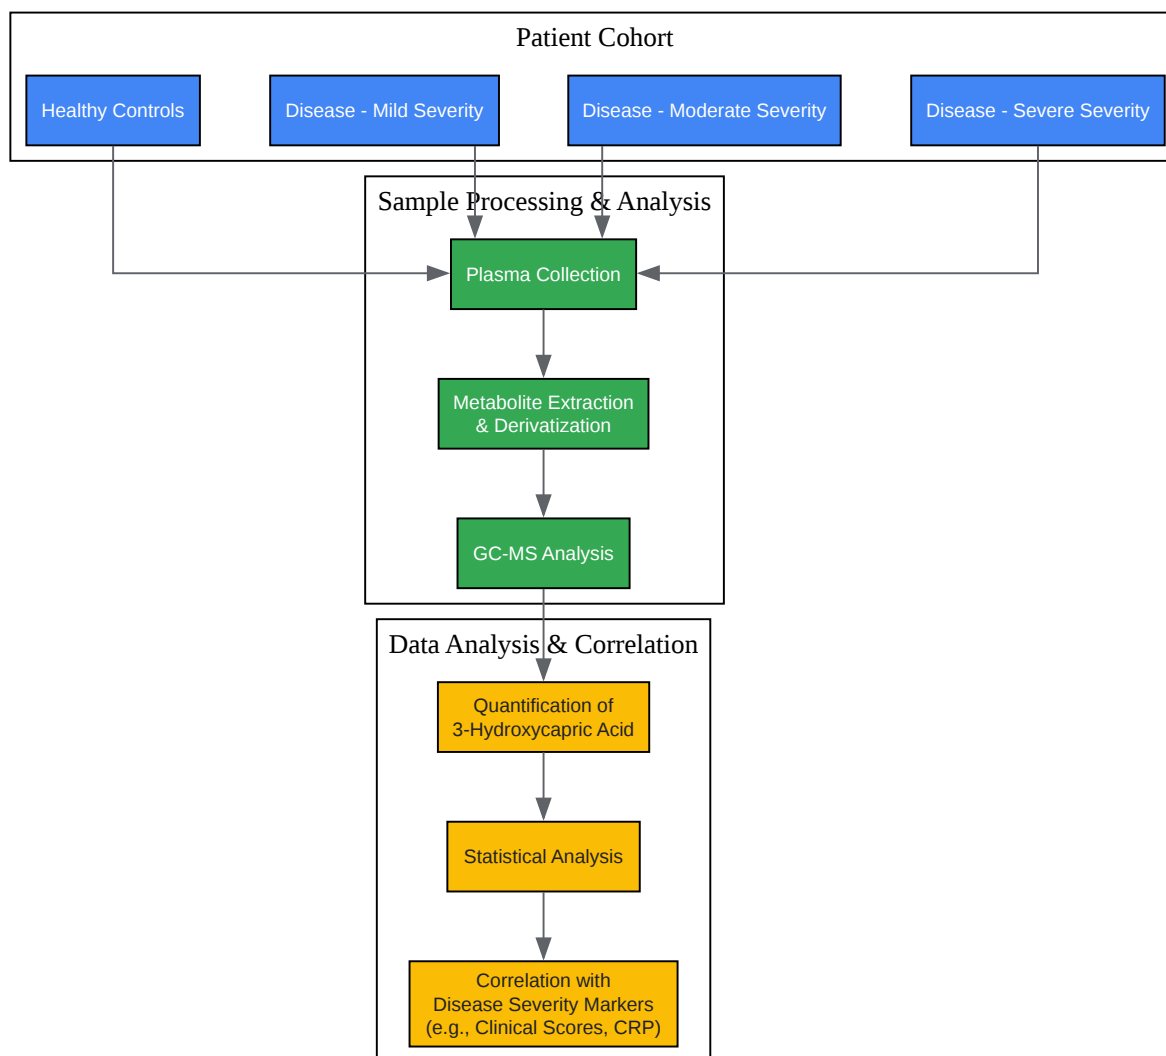 Patient Cohort
Healthy Controls
Disease - Mild Severity
Disease - Moderate Severity
Disease - Severe Severity
Sample Processing & Analysis
Plasma Collection
Metabolite Extraction
& Derivatization
GC-MS Analysis
Data Analysis & Correlation
Quantification of
3-Hydroxycapric Acid
Statistical Analysis
Correlation with
Disease Severity Markers
(e.g., Clinical Scores, CRP)